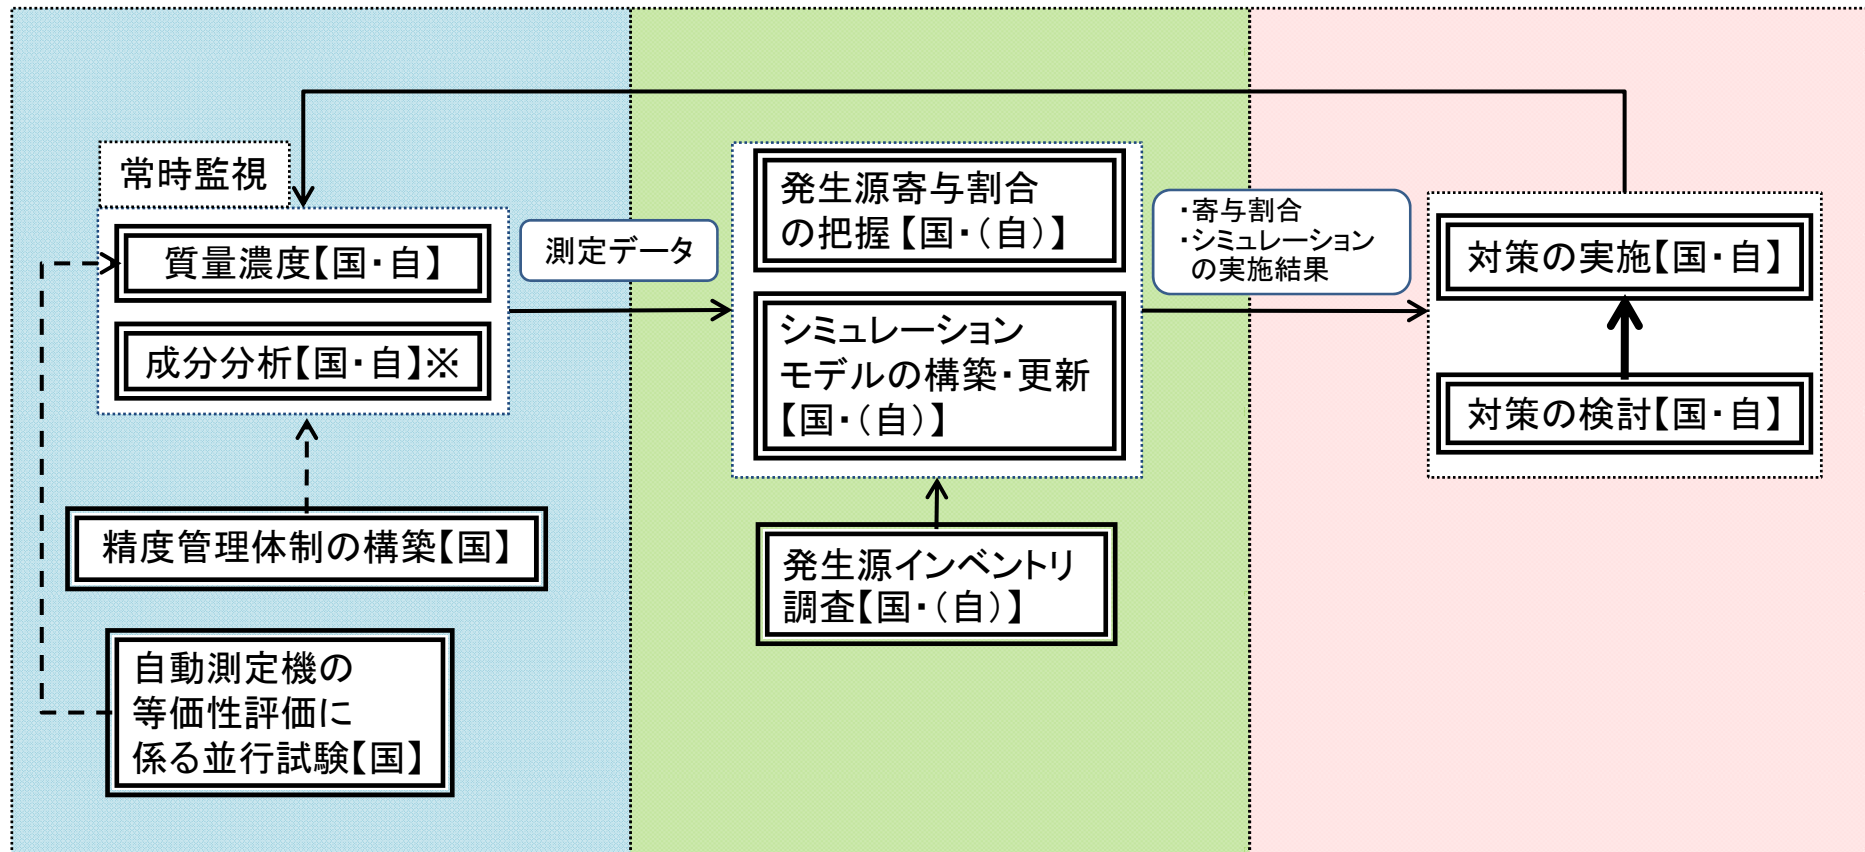 常時監視
質量濃度【国・自】
成分分析【国・自】※
精度管理体制の構築【国】
自動測定機の
等価性評価に
係る並行試験【国】
測定データ
発生源寄与割合
の把握【国・(自)】
シミュレーション
モデルの構築・更新
【国・(自)】
発生源インベントリ
調査【国・(自)】
・寄与割合
・シミュレーション
の実施結果
対策の実施【国・自】
対策の検討【国・自】